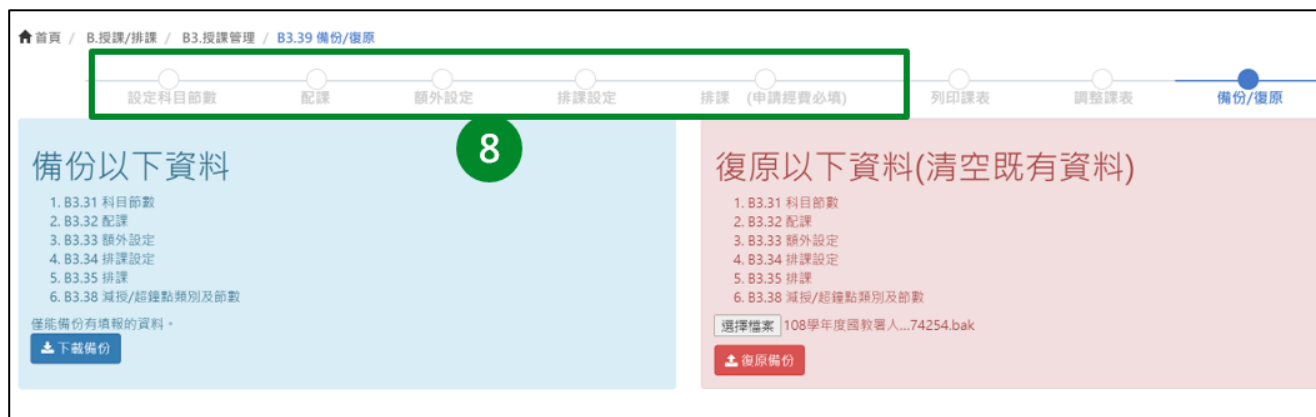 首頁 / B.授課/排課 / B3.授課管理 / B3.39 備份/復原
設定科目節數 配課 額外設定 排課設定 排課 (申請經費必填) 列印課表 調整課表 備份/復原
8
備份以下資料
1. B3.31 科目節數
2. B3.32 配課
3. B3.33 額外設定
4. B3.34 排課設定
5. B3.35 排課
6. B3.38 減授/超鐘點類別及節數
僅能備份有填報的資料。
下載備份
復原以下資料(清空既有資料)
1. B3.31 科目節數
2. B3.32 配課
3. B3.33 額外設定
4. B3.34 排課設定
5. B3.35 排課
6. B3.38 減授/超鐘點類別及節數
選擇檔案 108學年度國教署人...74254.bak
復原備份